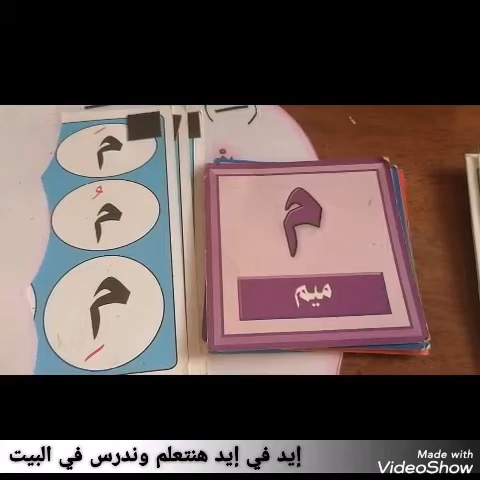 مَ
مُ
مِ
م
ميم
إيد في إيد هنتعلم وندرس في البيت
Made with
VideoShow